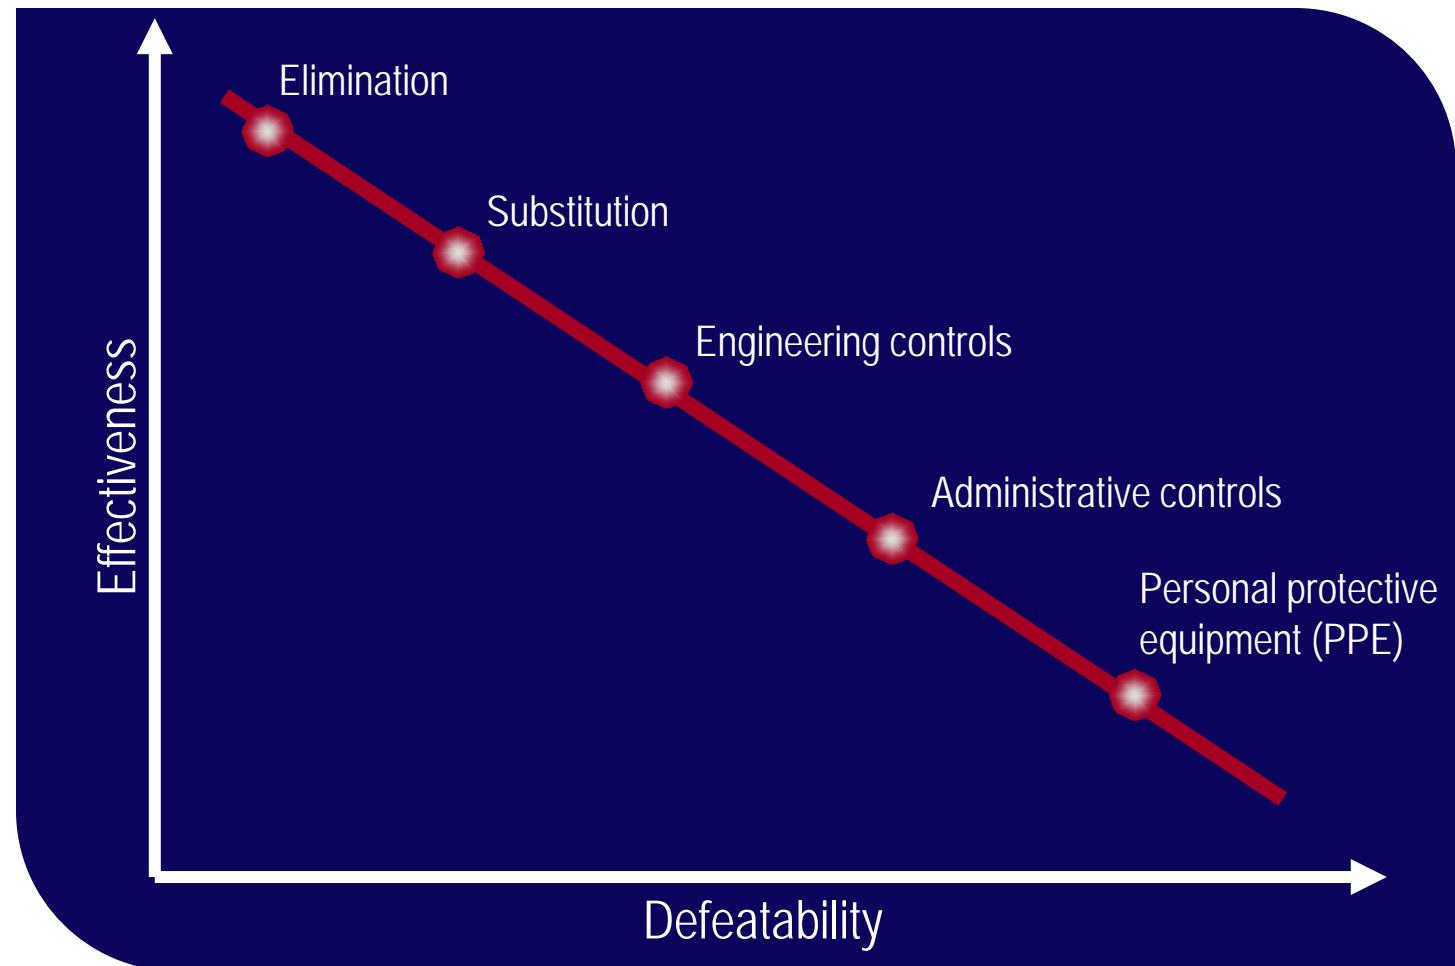 Elimination
Substitution
Engineering controls
Administrative controls
Personal protective
equipment (PPE)
Effectiveness
Defeatability